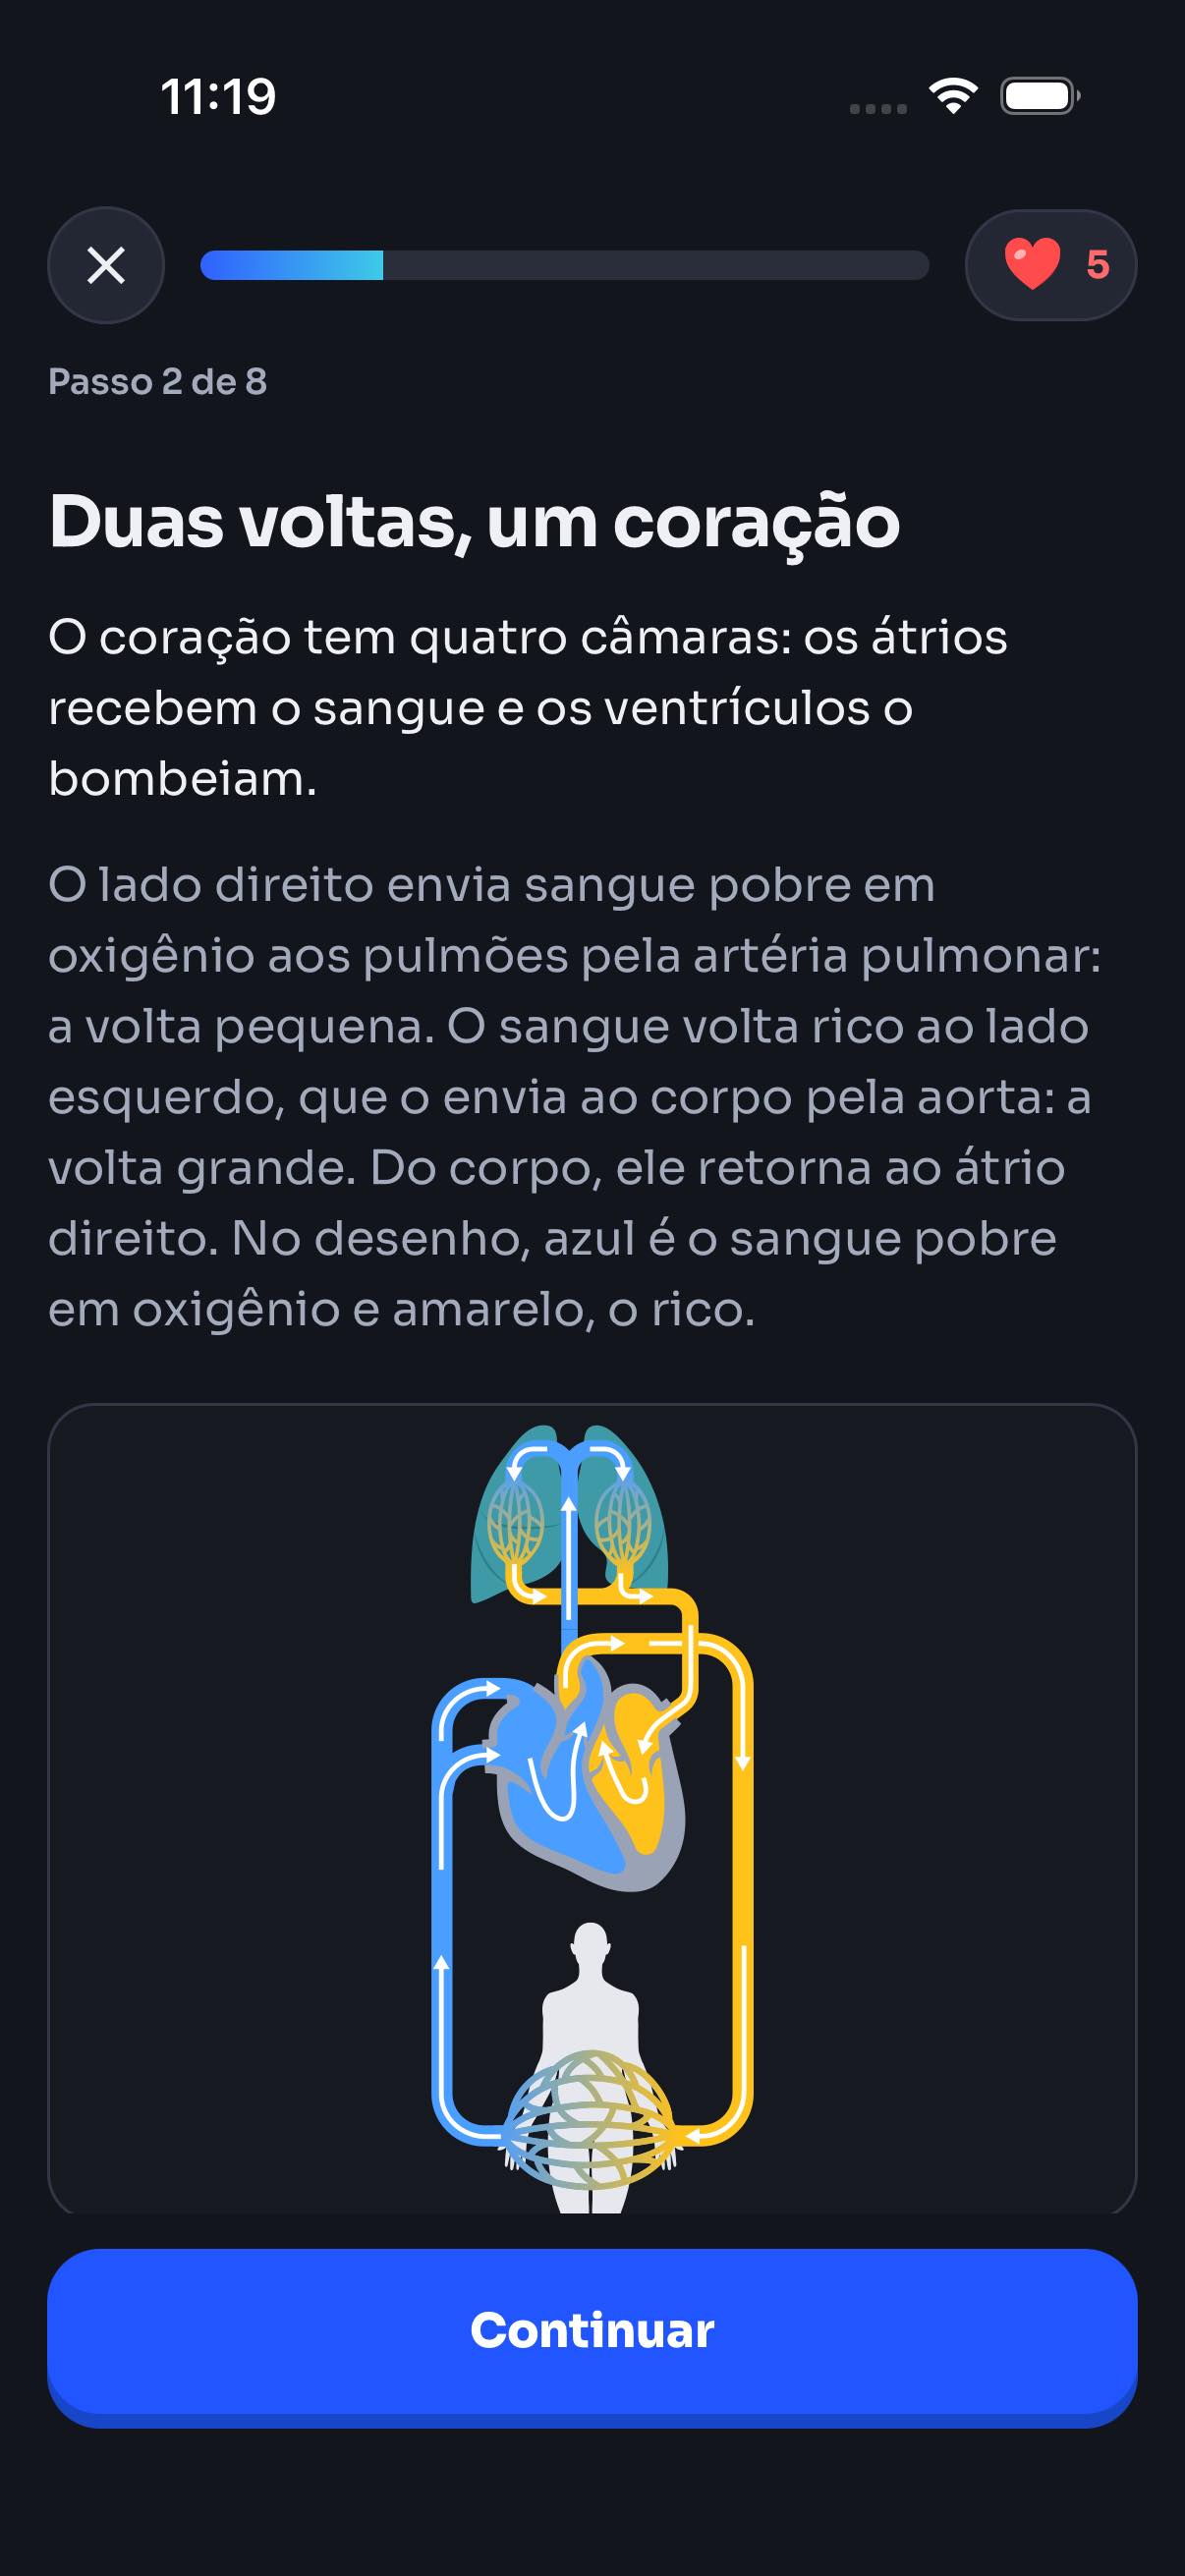 11:19
5
Passo 2 de 8
Duas voltas, um coração
O coração tem quatro câmaras: os átrios
recebem o sangue e os ventrículos o
bombeiam.
O lado direito envia sangue pobre em
oxigênio aos pulmões pela artéria pulmonar:
a volta pequena. O sangue volta rico ao lado
esquerdo, que o envia ao corpo pela aorta: a
volta grande. Do corpo, ele retorna ao átrio
direito. No desenho, azul é o sangue pobre
em oxigênio e amarelo, o rico.
Continuar